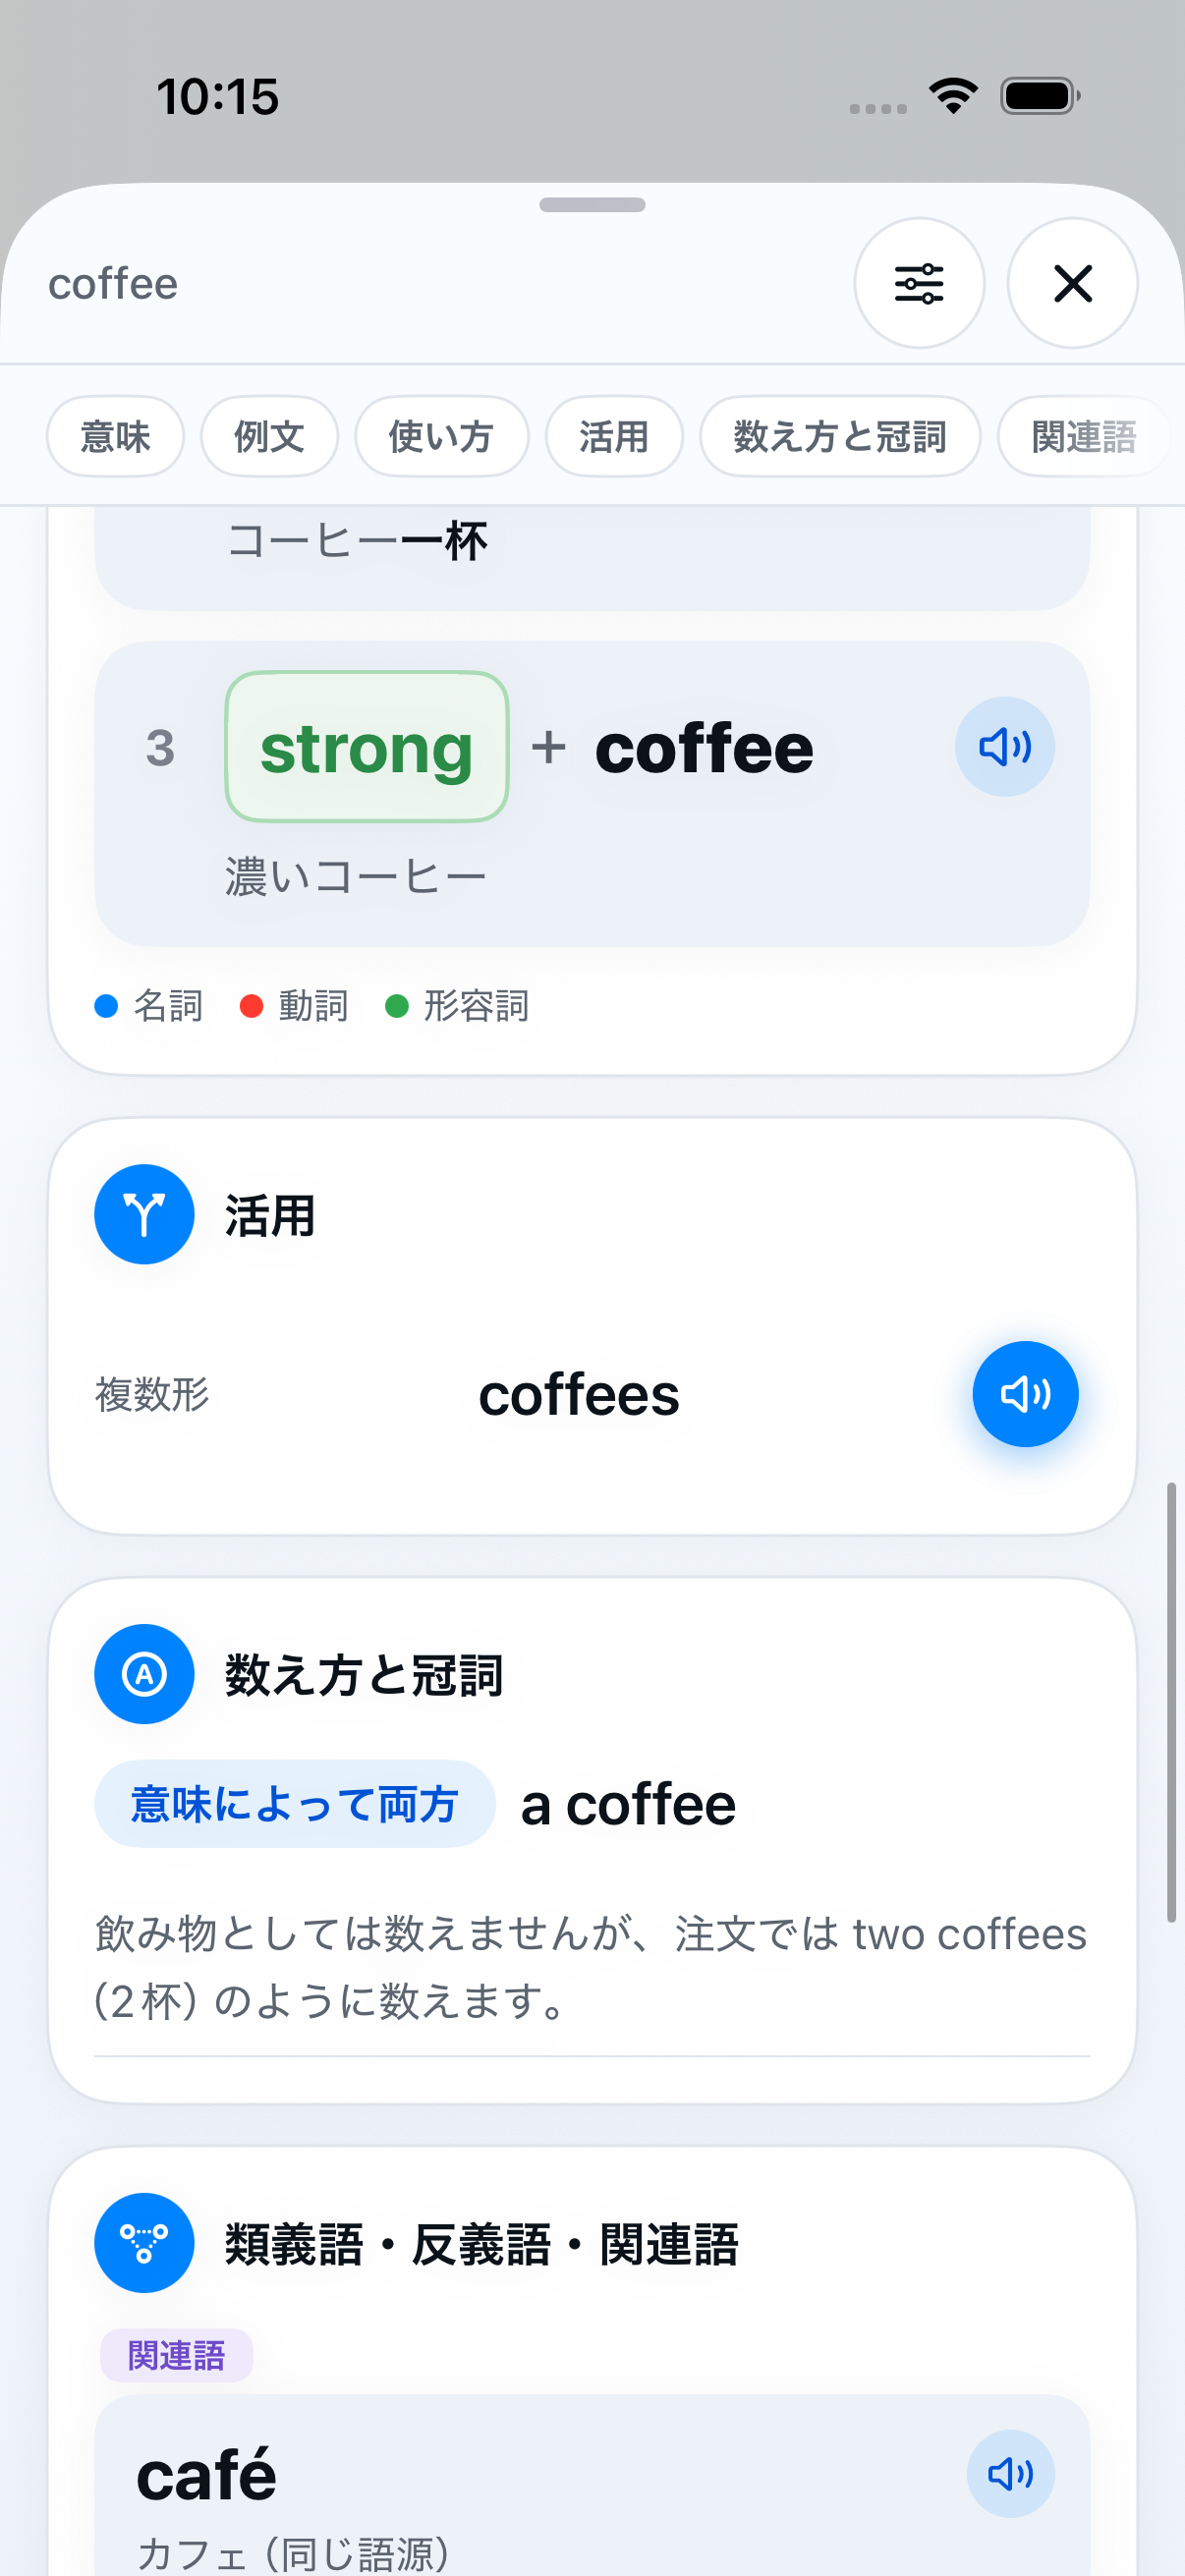 10:15
coffee
意味
例文
使い方
活用
数え方と冠詞
関連語
コーヒー一杯
3 strong + coffee
濃いコーヒー
名詞 動詞 形容詞
活用
複数形 coffees
数え方と冠詞
意味によって両方 a coffee
飲み物としては数えませんが、注文では two coffees
（2 杯）のように数えます。
類義語・反義語・関連語
関連語
café
カフェ（同じ語源）